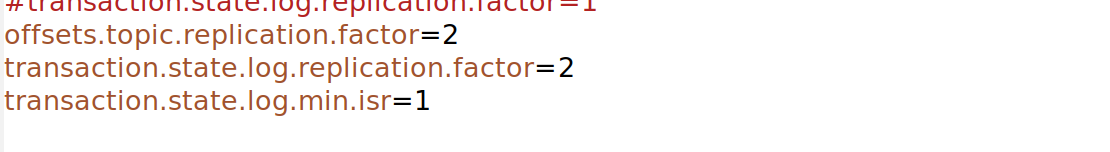 #transaction.state.log.replication.factor=1
offsets.topic.replication.factor=2
transaction.state.log.replication.factor=2
transaction.state.log.min.isr=1